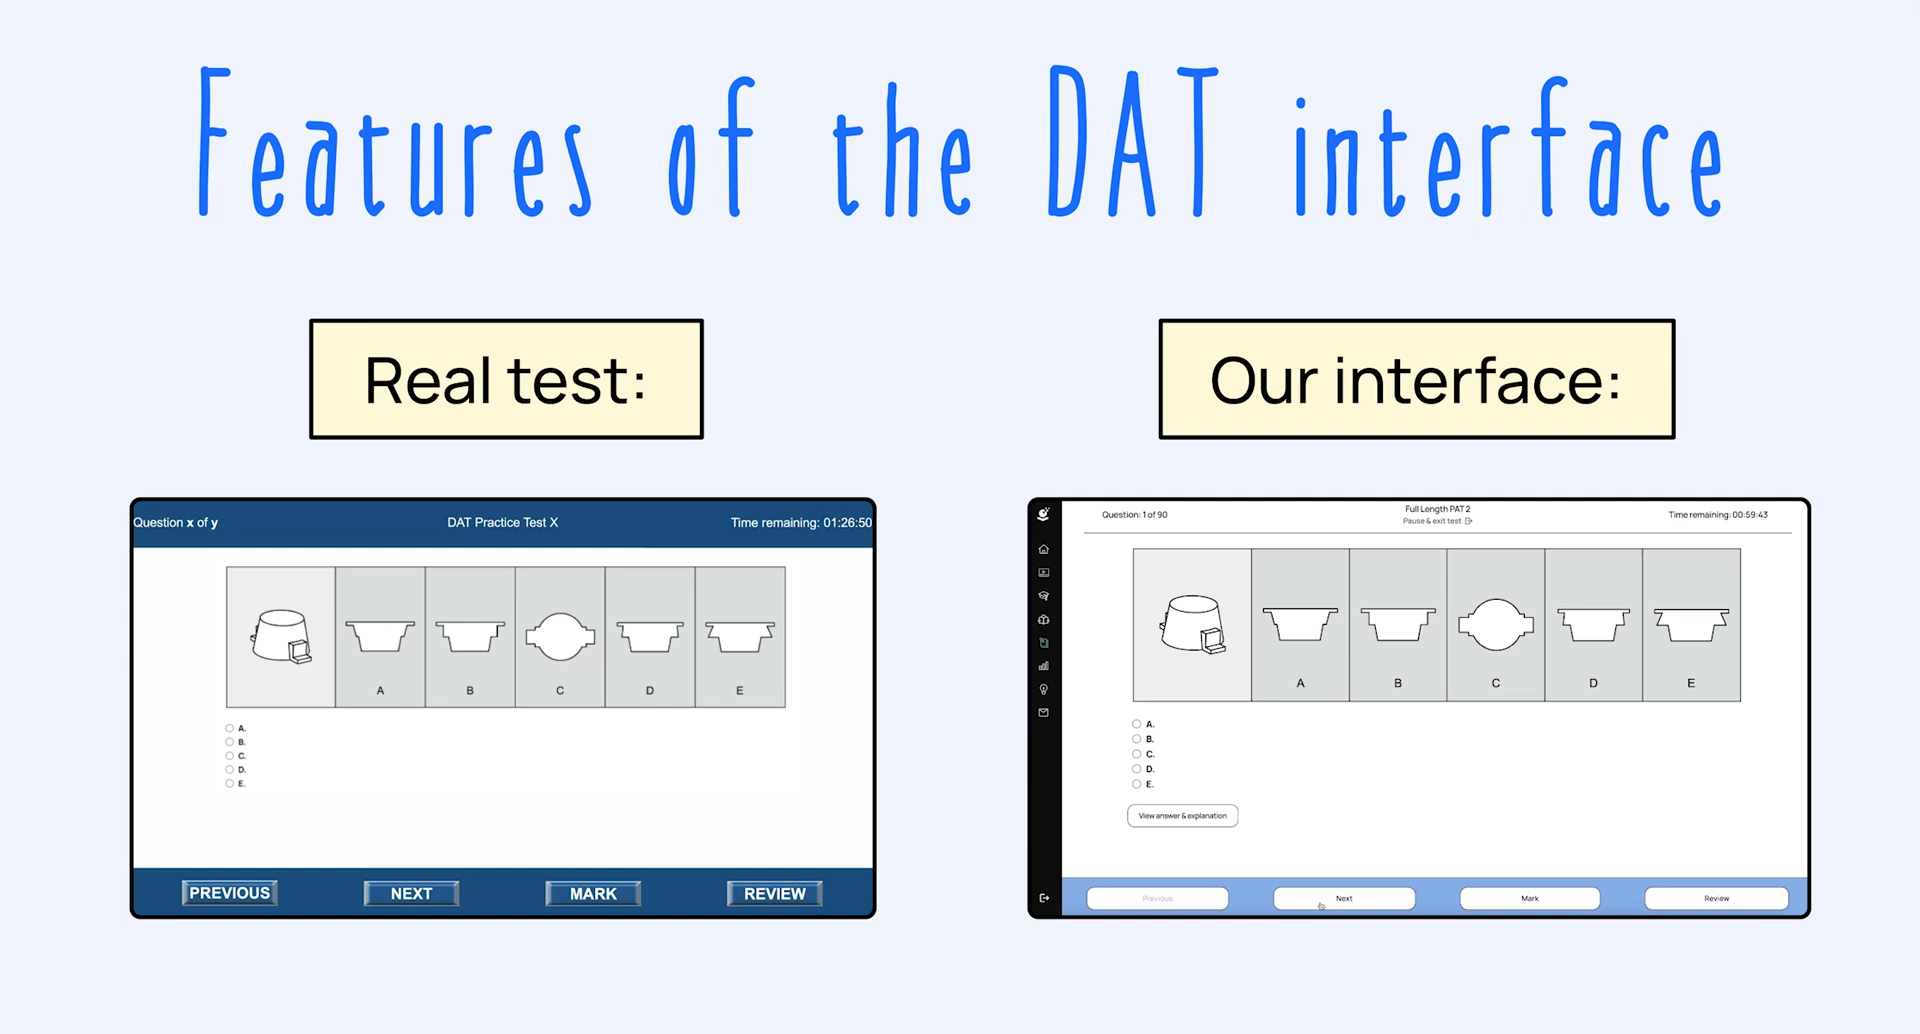 Features of the DAT interface
Real test:
Our interface:
Question x of y
DAT Practice Test X
Time remaining: 01:26:50
A
B
C
D
E
A.
B.
C.
D.
E.
PREVIOUS
NEXT
MARK
REVIEW
Question: 1 of 90
Full Length PAT 2
Pause & exit test
Time remaining: 00:59:43
A
B
C
D
E
A.
B.
C.
D.
E.
View answer & explanation
Previous
Next
Mark
Review